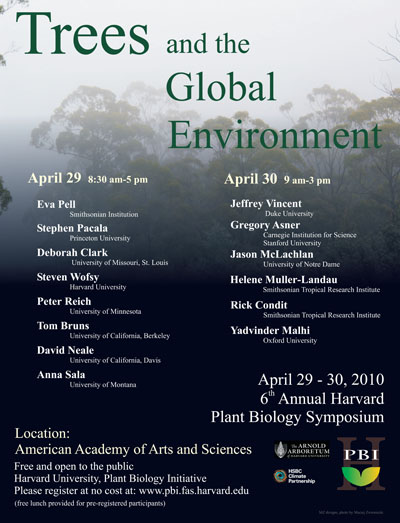 Trees and the
Global
Environment
April 29 8:30 am-5 pm
Eva Pell
Smithsonian Institution
Stephen Pacala
Princeton University
Deborah Clark
University of Missouri, St. Louis
Steven Wofsy
Harvard University
Peter Reich
University of Minnesota
Tom Bruns
University of California, Berkeley
David Neale
University of California, Davis
Anna Sala
University of Montana
April 30 9 am-3 pm
Jeffrey Vincent
Duke University
Gregory Asner
Carnegie Institution for Science
Stanford University
Jason McLachlan
University of Notre Dame
Helene Muller-Landau
Smithsonian Tropical Research Institute
Rick Condit
Smithsonian Tropical Research Institute
Yadvinder Malhi
Oxford University
April 29 - 30, 2010
6th Annual Harvard
Plant Biology Symposium
Location:
American Academy of Arts and Sciences
Free and open to the public
Harvard University, Plant Biology Initiative
Please register at no cost at: www.pbi.fas.harvard.edu
(free lunch provided for pre-registered participants)
The ARNOLD
ARBORETUM
of HARVARD UNIVERSITY
HSBC
Climate
Partnership
H
PBI